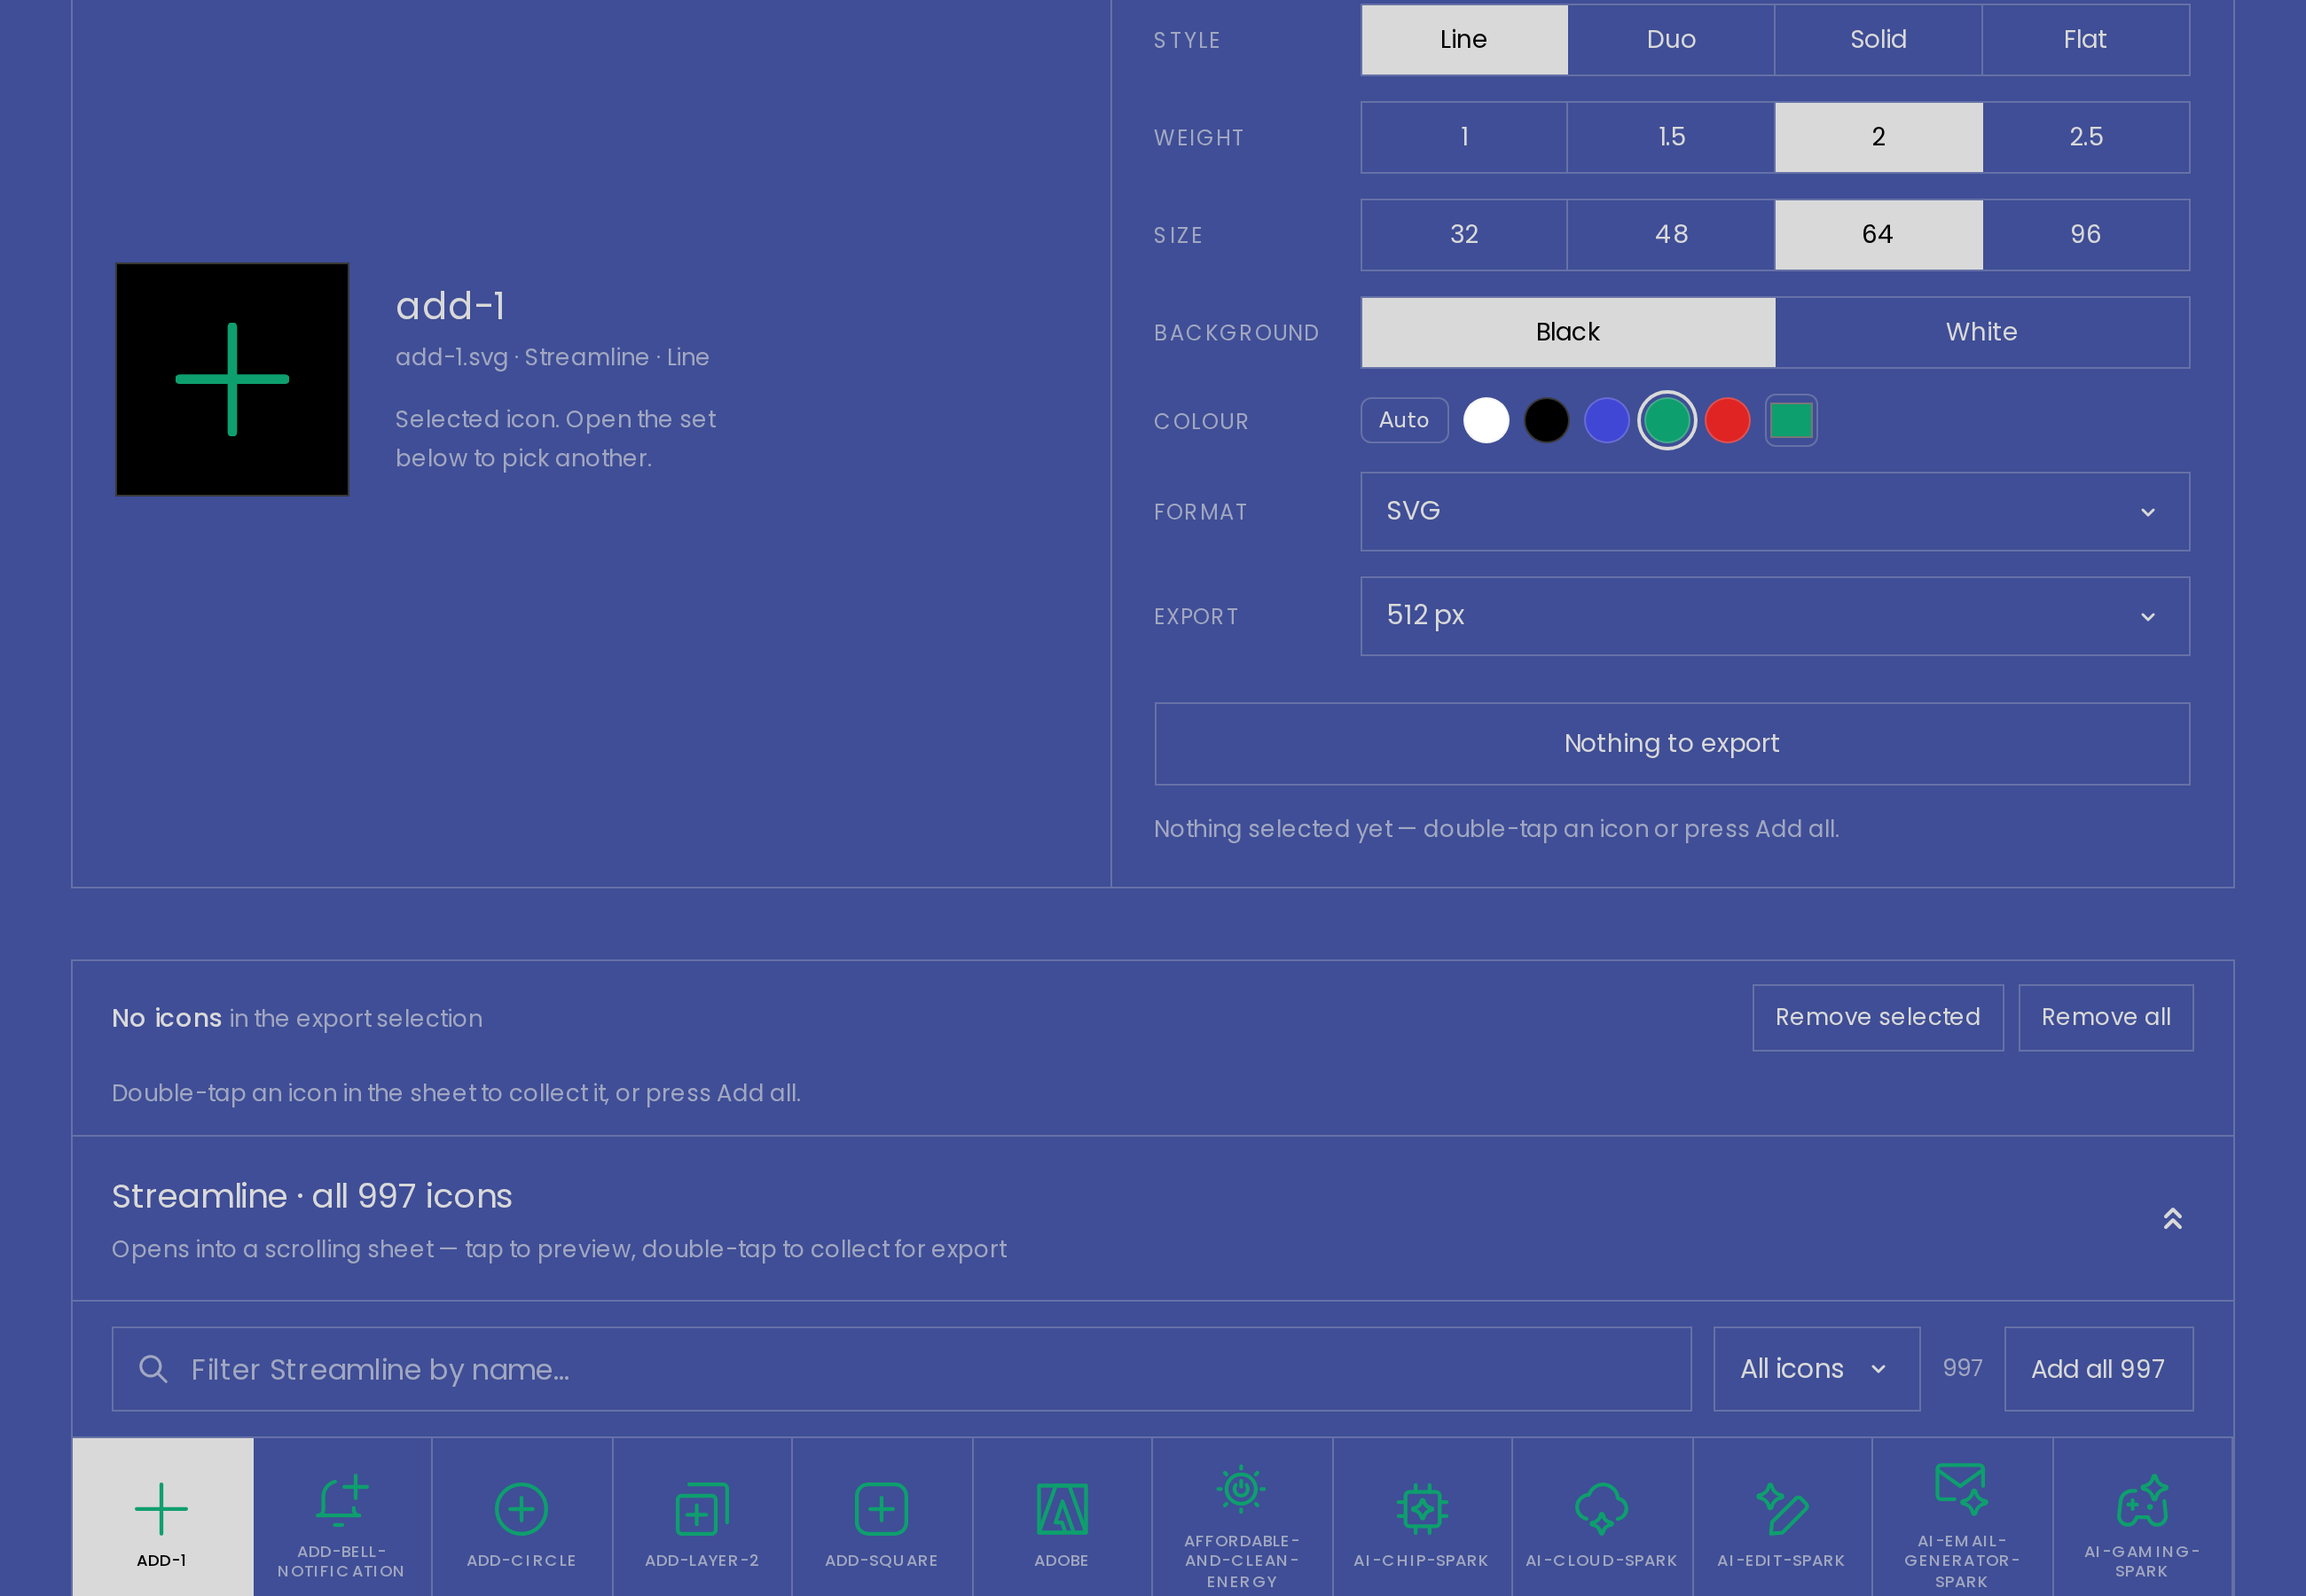 STYLE
Line
Duo
Solid
Flat
WEIGHT
1
1.5
2
2.5
SIZE
32
48
64
96
BACKGROUND
Black
White
COLOUR
Auto
FORMAT
SVG
EXPORT
512 px
Nothing to export
Nothing selected yet — double-tap an icon or press Add all.
add-1
add-1.svg · Streamline · Line
Selected icon. Open the set
below to pick another.
No icons in the export selection
Remove selected
Remove all
Double-tap an icon in the sheet to collect it, or press Add all.
Streamline · all 997 icons
Opens into a scrolling sheet — tap to preview, double-tap to collect for export
Filter Streamline by name...
All icons
997
Add all 997
ADD-1
ADD-BELL-
NOTIFICATION
ADD-CIRCLE
ADD-LAYER-2
ADD-SQUARE
ADOBE
AFFORDABLE-
AND-CLEAN-
ENERGY
AI-CHIP-SPARK
AI-CLOUD-SPARK
AI-EDIT-SPARK
AI-EMAIL-
GENERATOR-
SPARK
AI-GAMING-
SPARK